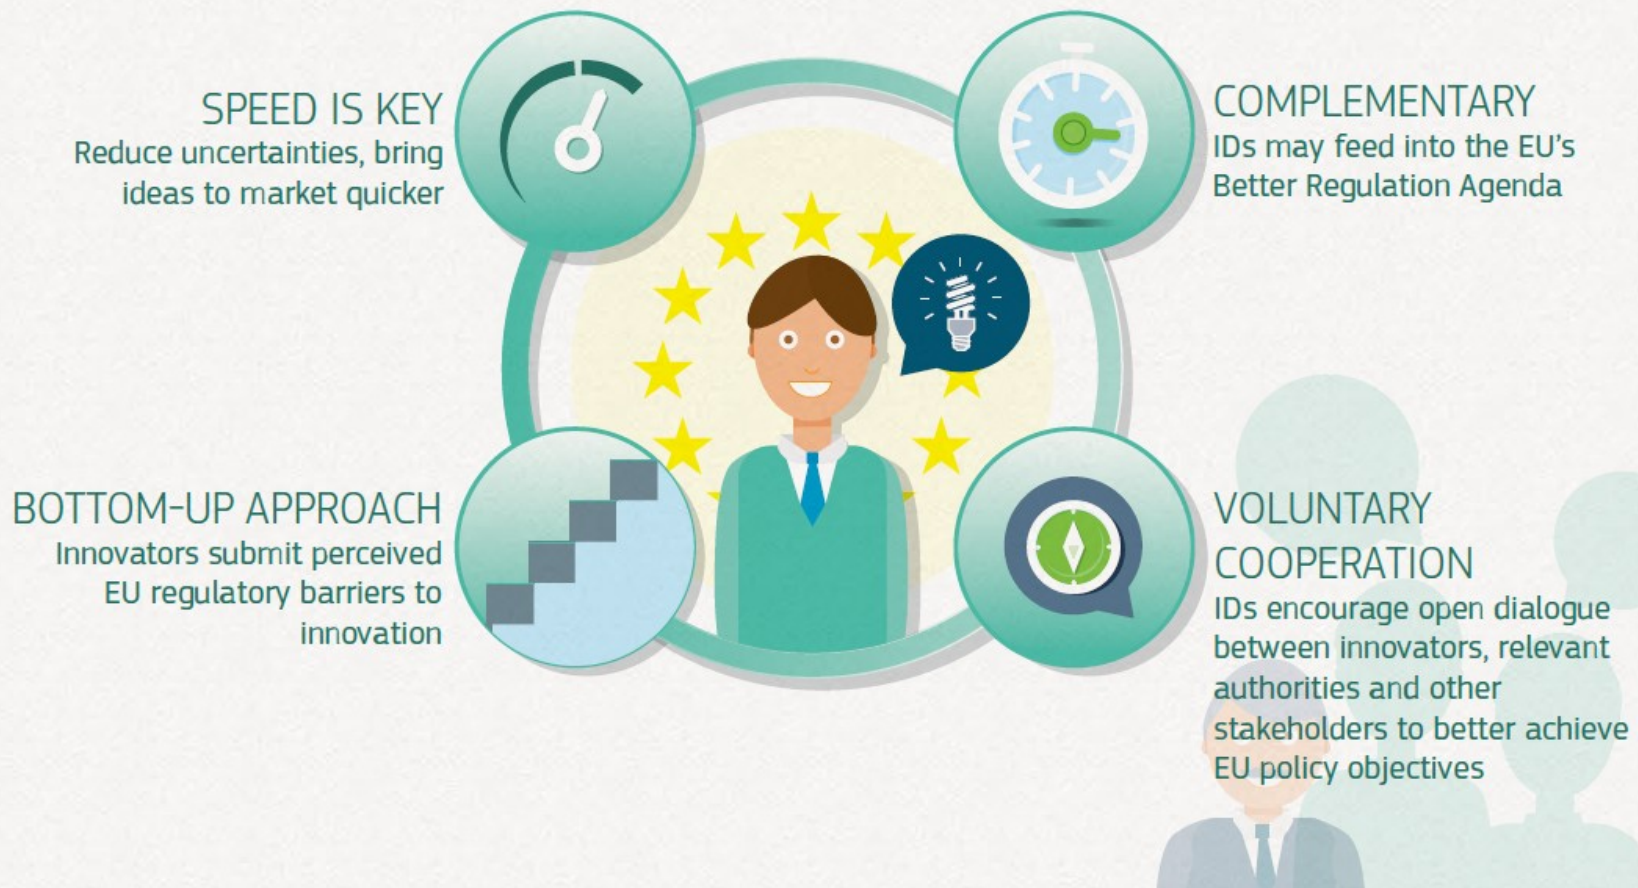 SPEED IS KEY
Reduce uncertainties, bring
ideas to market quicker
COMPLEMENTARY
IDs may feed into the EU's
Better Regulation Agenda
BOTTOM-UP APPROACH
Innovators submit perceived
EU regulatory barriers to
innovation
VOLUNTARY
COOPERATION
IDs encourage open dialogue
between innovators, relevant
authorities and other
stakeholders to better achieve
EU policy objectives